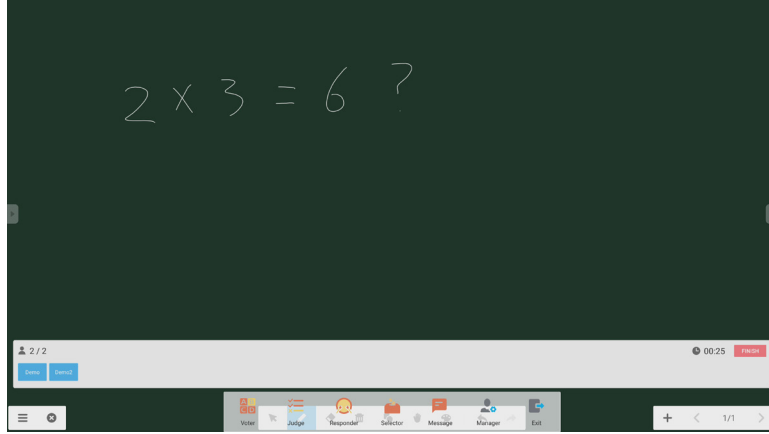 2 × 3 = 6 ?
2 / 2
00:25
FINISH
Demo
Demo2
Voter
Judge
Responder
Selector
Message
Manager
Exit
1/1